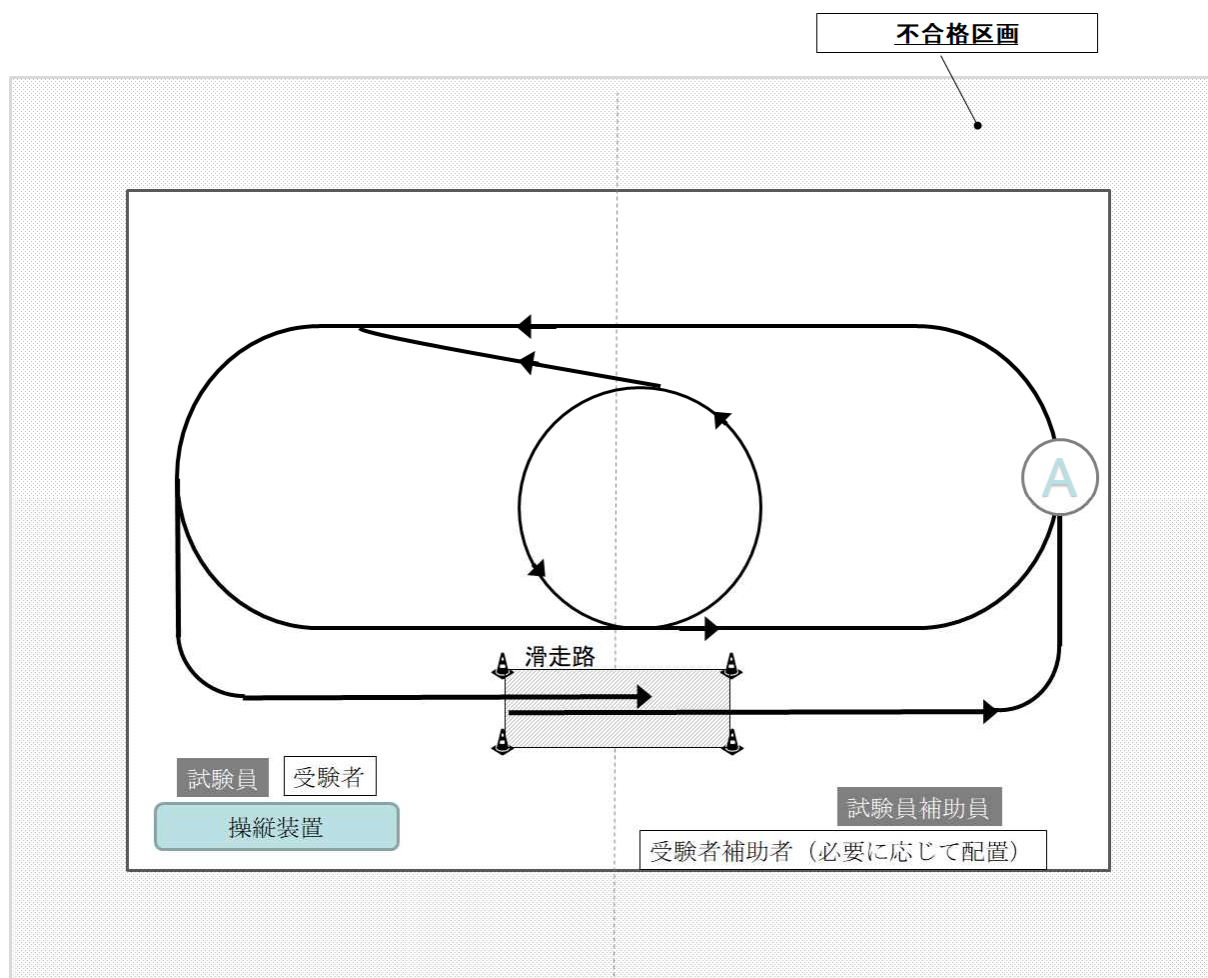 不合格区画
A
滑走路
試験員
受験者
操縦装置
試験員補助員
受験者補助者（必要に応じて配置）